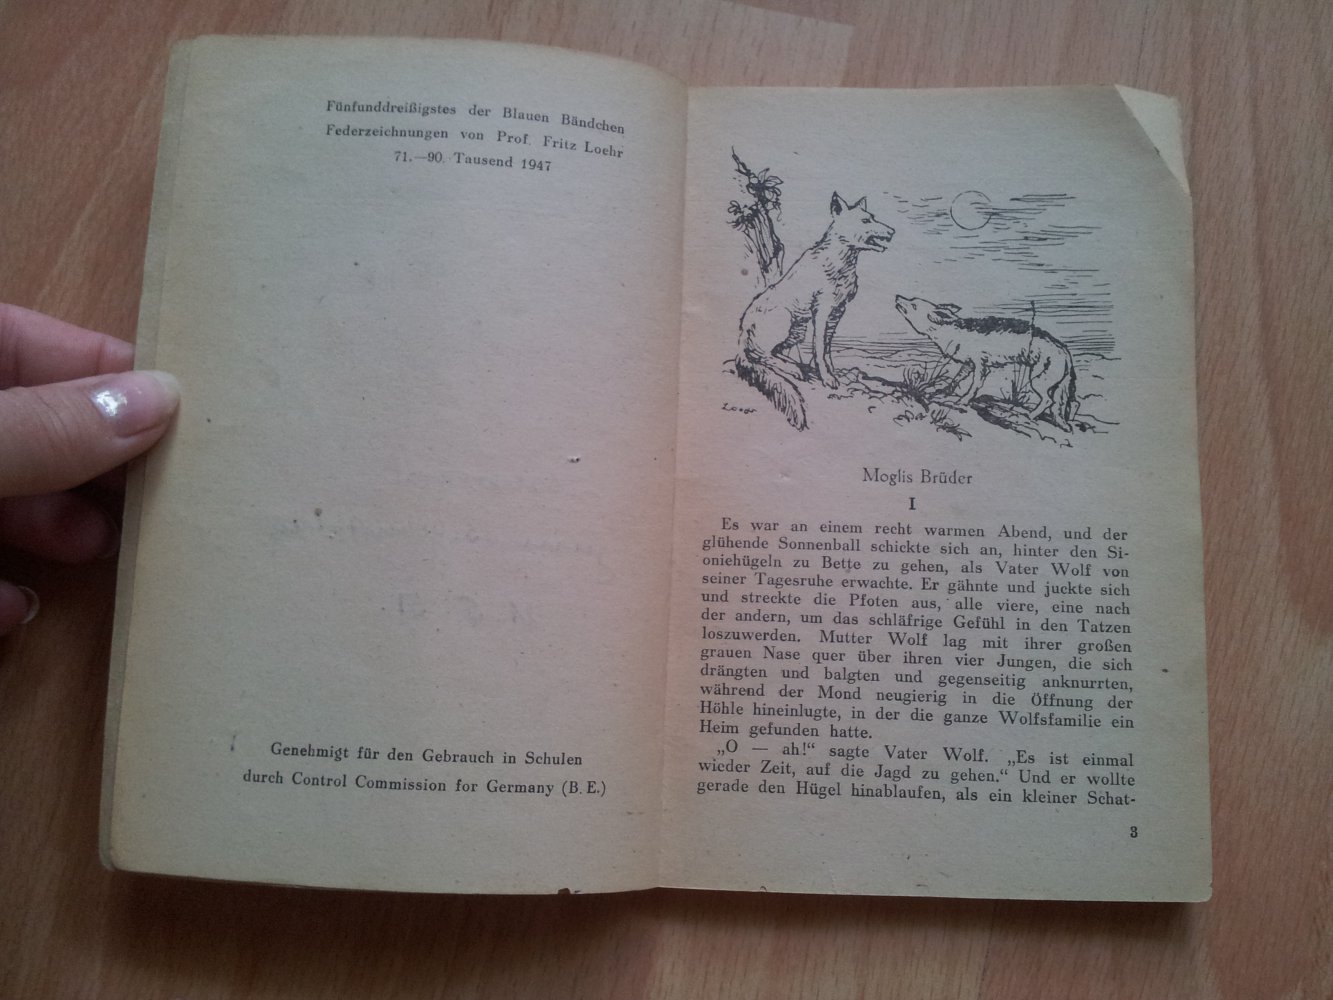 Fünfunddreißigstes der Blauen Bändchen
Federzeichnungen von Prof. Fritz Loehr
71.—90. Tausend 1947
Genehmigt für den Gebrauch in Schulen
durch Control Commission for Germany (B. E.)
Loehr
Moglis Brüder
I
Es war an einem recht warmen Abend, und der
glühende Sonnenball schickte sich an, hinter den Si-
oniehügeln zu Bette zu gehen, als Vater Wolf von
seiner Tagesruhe erwachte. Er gähnte und juckte sich
und streckte die Pfoten aus, alle viere, eine nach
der andern, um das schläfrige Gefühl in den Tatzen
loszuwerden. Mutter Wolf lag mit ihrer großen
grauen Nase quer über ihren vier Jungen, die sich
drängten und balgten und gegenseitig anknurrten,
während der Mond neugierig in die Öffnung der
Höhle hineinlugte, in der die ganze Wolfsfamilie ein
Heim gefunden hatte.
„O — ah!“ sagte Vater Wolf. „Es ist einmal
wieder Zeit, auf die Jagd zu gehen.“ Und er wollte
gerade den Hügel hinablaufen, als ein kleiner Schat-
3